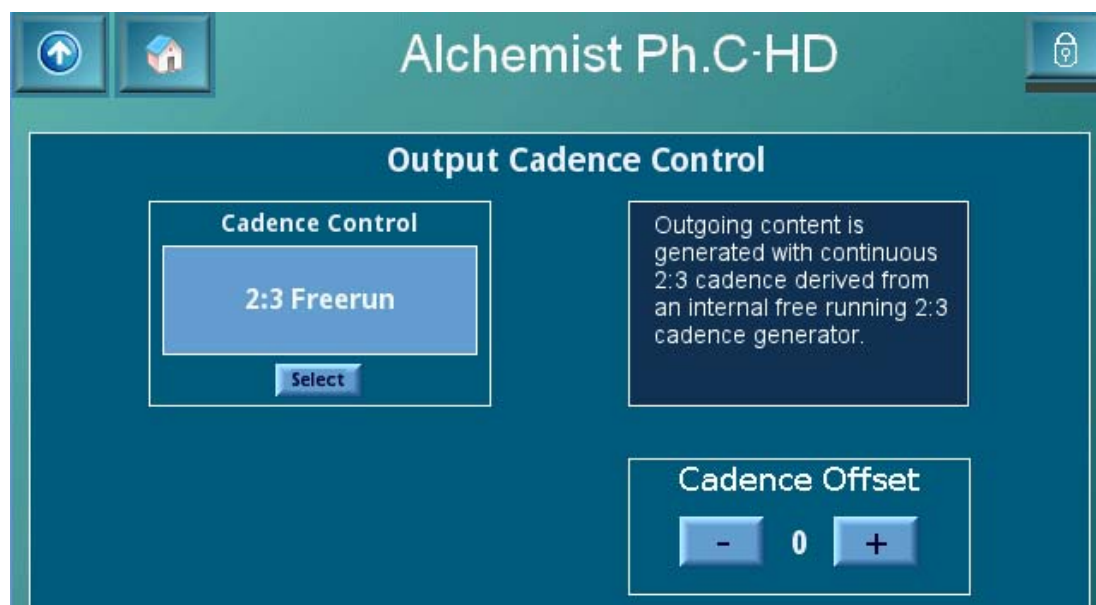 Alchemist Ph.C-HD
Output Cadence Control
Cadence Control
2:3 Freerun
Select
Outgoing content is
generated with continuous
2:3 cadence derived from
an internal free running 2:3
cadence generator.
Cadence Offset
- 0 +